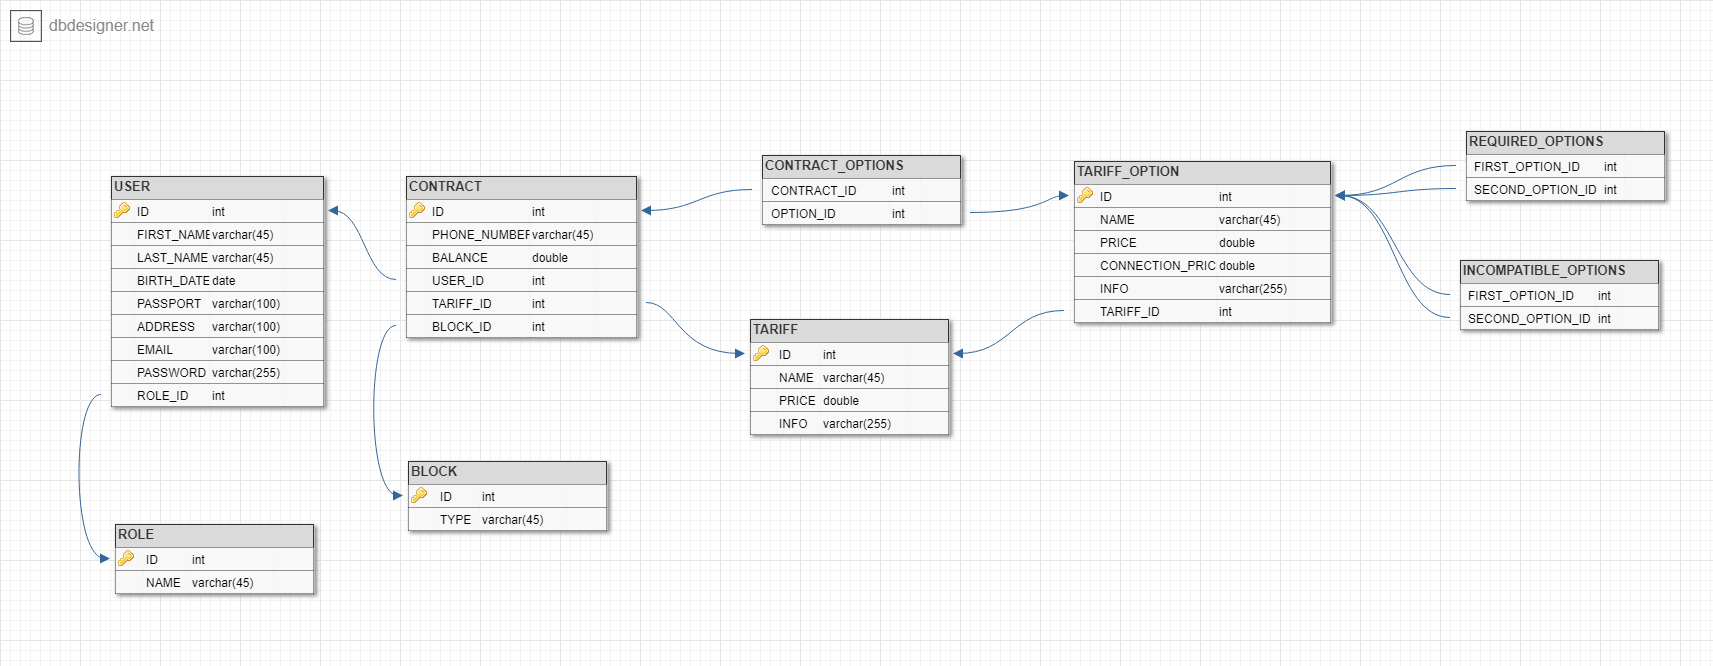 dbdesigner.net
USER
ID int
FIRST_NAME varchar(45)
LAST_NAME varchar(45)
BIRTH_DATE date
PASSPORT varchar(100)
ADDRESS varchar(100)
EMAIL varchar(100)
PASSWORD varchar(255)
ROLE_ID int
ROLE
ID int
NAME varchar(45)
CONTRACT
ID int
PHONE_NUMBER varchar(45)
BALANCE double
USER_ID int
TARIFF_ID int
BLOCK_ID int
BLOCK
ID int
TYPE varchar(45)
CONTRACT_OPTIONS
CONTRACT_ID int
OPTION_ID int
TARIFF
ID int
NAME varchar(45)
PRICE double
INFO varchar(255)
TARIFF_OPTION
ID int
NAME varchar(45)
PRICE double
CONNECTION_PRIC double
INFO varchar(255)
TARIFF_ID int
REQUIRED_OPTIONS
FIRST_OPTION_ID int
SECOND_OPTION_ID int
INCOMPATIBLE_OPTIONS
FIRST_OPTION_ID int
SECOND_OPTION_ID int